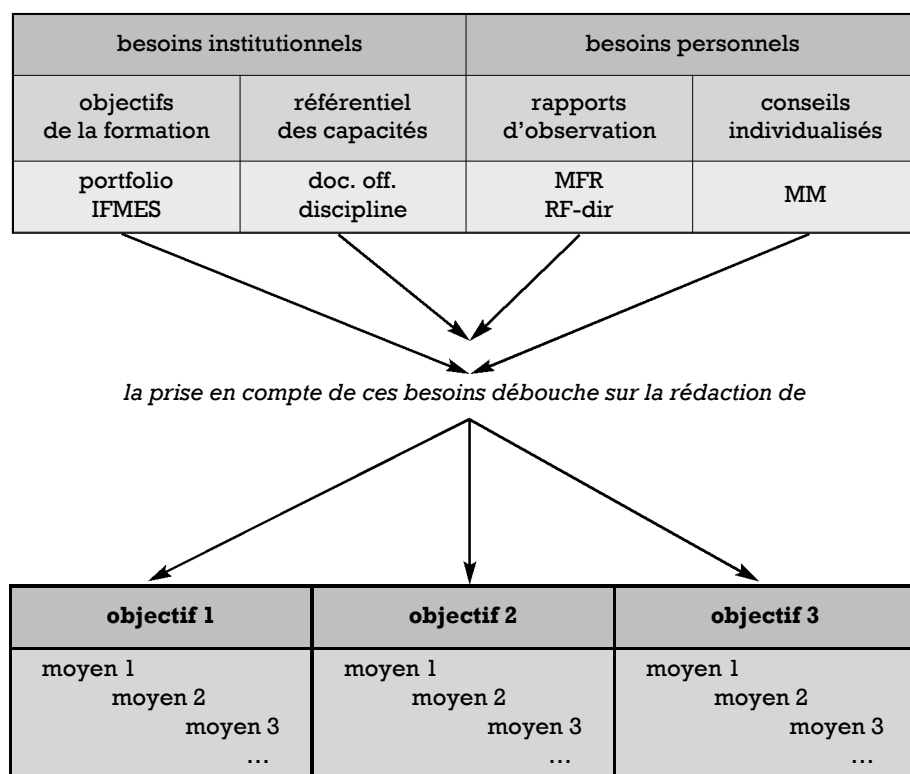 besoins institutionnels
besoins personnels
objectifs
de la formation
référentiel
des capacités
rapports
d'observation
conseils
individualisés
portfolio
IFMES
doc. off.
discipline
MFR
RF-dir
MM
la prise en compte de ces besoins débouche sur la rédaction de
objectif 1
objectif 2
objectif 3
moyen 1
moyen 2
moyen 3
...
moyen 1
moyen 2
moyen 3
...
moyen 1
moyen 2
moyen 3
...